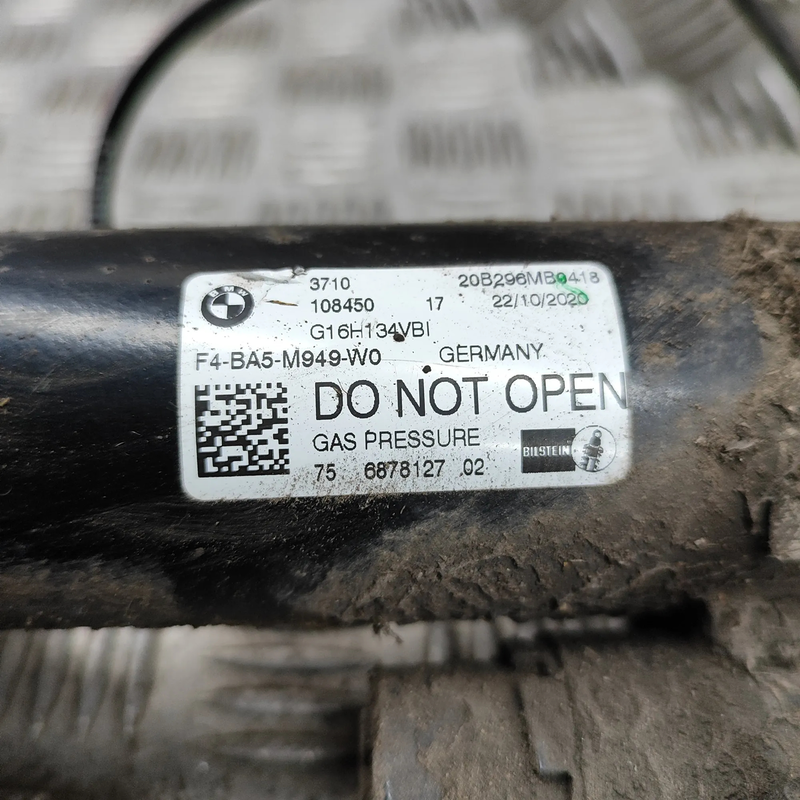 BMW
3710 20B296MB0418
108450 17 22/10/2020
G16H134VBI
F4-BA5-M949-W0 GERMANY
DO NOT OPEN
GAS PRESSURE
75 6878127 02
BILSTEIN